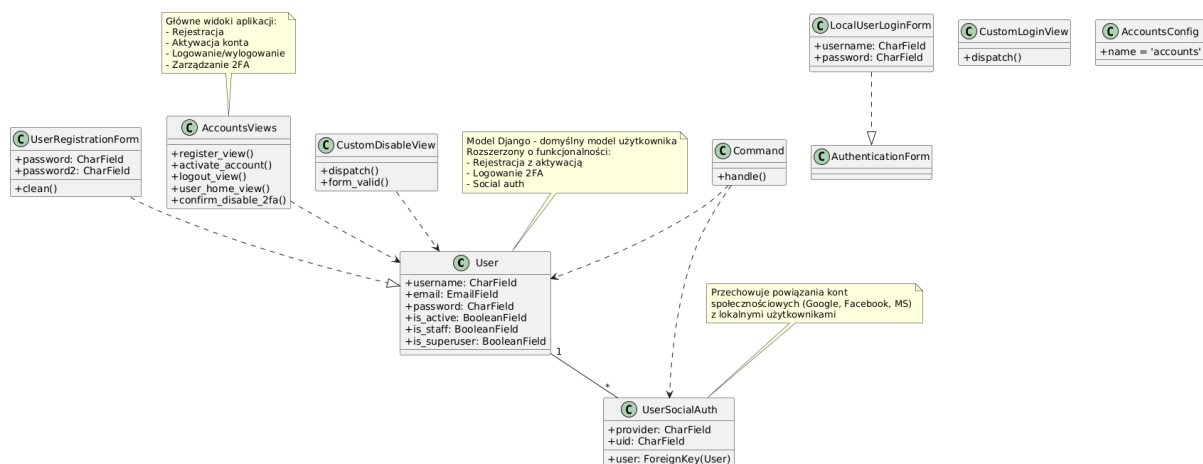 Główne widoki aplikacji:
- Rejestracja
- Aktywacja konta
- Logowanie/wylogowanie
- Zarządzanie 2FA
C LocalUserLoginForm
+username: CharField
+password: CharField
C CustomLoginView
+dispatch()
C AccountsConfig
+name = 'accounts'
C UserRegistrationForm
+password: CharField
+password2: CharField
+clean()
C AccountsViews
+register_view()
+activate_account()
+logout_view()
+user_home_view()
+confirm_disable_2fa()
C CustomDisableView
+dispatch()
+form_valid()
Model Django - domyślny model użytkownika
Rozszerzony o funkcjonalności:
- Rejestracja z aktywacją
- Logowanie 2FA
- Social auth
C Command
+handle()
C AuthenticationForm
C User
+username: CharField
+email: EmailField
+password: CharField
+is_active: BooleanField
+is_staff: BooleanField
+is_superuser: BooleanField
Przechowuje powiązania kont
społecznościowych (Google, Facebook, MS)
z lokalnymi użytkownikami
1
*
C UserSocialAuth
+provider: CharField
+uid: CharField
+user: ForeignKey(User)